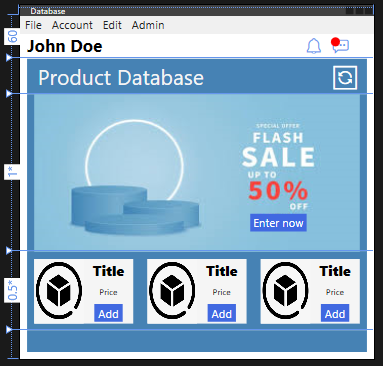 Database
File Account Edit Admin
John Doe
Product Database
SPECIAL OFFER
FLASH
SALE
UP TO
50%
OFF
Enter now
Title
Price
Add
Title
Price
Add
Title
Price
Add
60
1*
0.5*